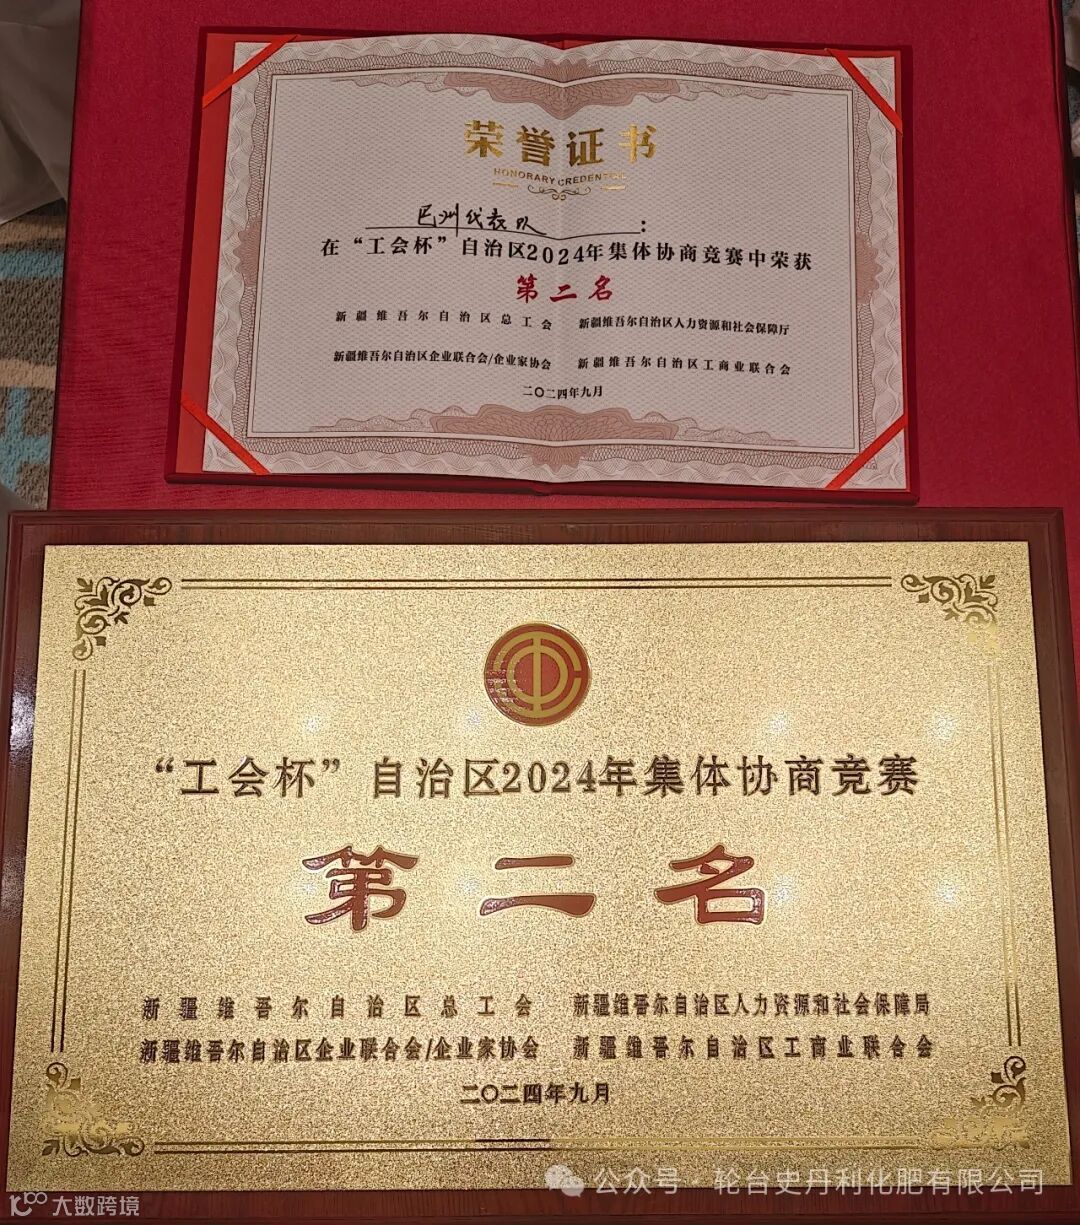 荣誉证书
HONORARY CREDENTIAL
巴州代表队：
在“工会杯”自治区2024年集体协商竞赛中荣获
第二名
新疆维吾尔自治区总工会 新疆维吾尔自治区人力资源和社会保障厅
新疆维吾尔自治区企业联合会/企业家协会 新疆维吾尔自治区工商业联合会
二〇二四年九月
“工会杯”自治区2024年集体协商竞赛
第二名
新疆维吾尔自治区总工会 新疆维吾尔自治区人力资源和社会保障局
新疆维吾尔自治区企业联合会/企业家协会 新疆维吾尔自治区工商业联合会
二〇二四年九月
公众号·轮台史丹利化肥有限公司
大数跨境